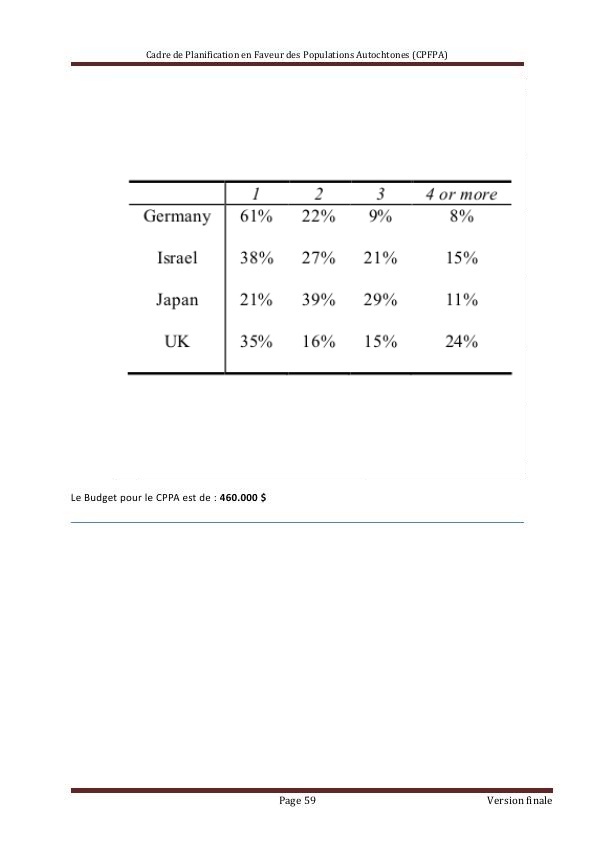 Cadre de Planification en Faveur des Populations Autochtones (CPFPA)
1 2 3 4 or more
Germany 61% 22% 9% 8%
Israel 38% 27% 21% 15%
Japan 21% 39% 29% 11%
UK 35% 16% 15% 24%
Le Budget pour le CPPA est de : 460.000 $
Page 59 Version finale